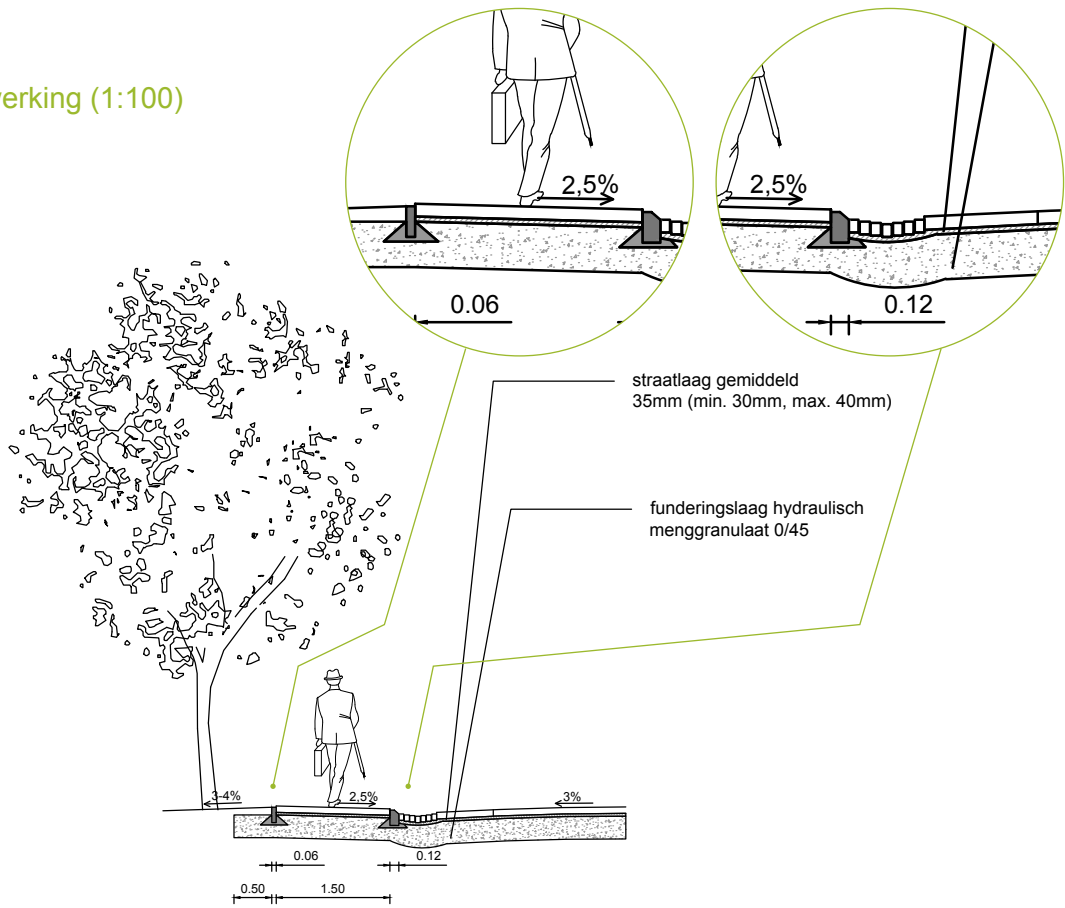 erking (1:100)
2,5%
2,5%
0.06
0.12
straatlaag gemiddeld
35mm (min. 30mm, max. 40mm)
funderingslaag hydraulisch
menggranulaat 0/45
3-4%
2,5%
3%
0.06
0.12
0.50
1.50